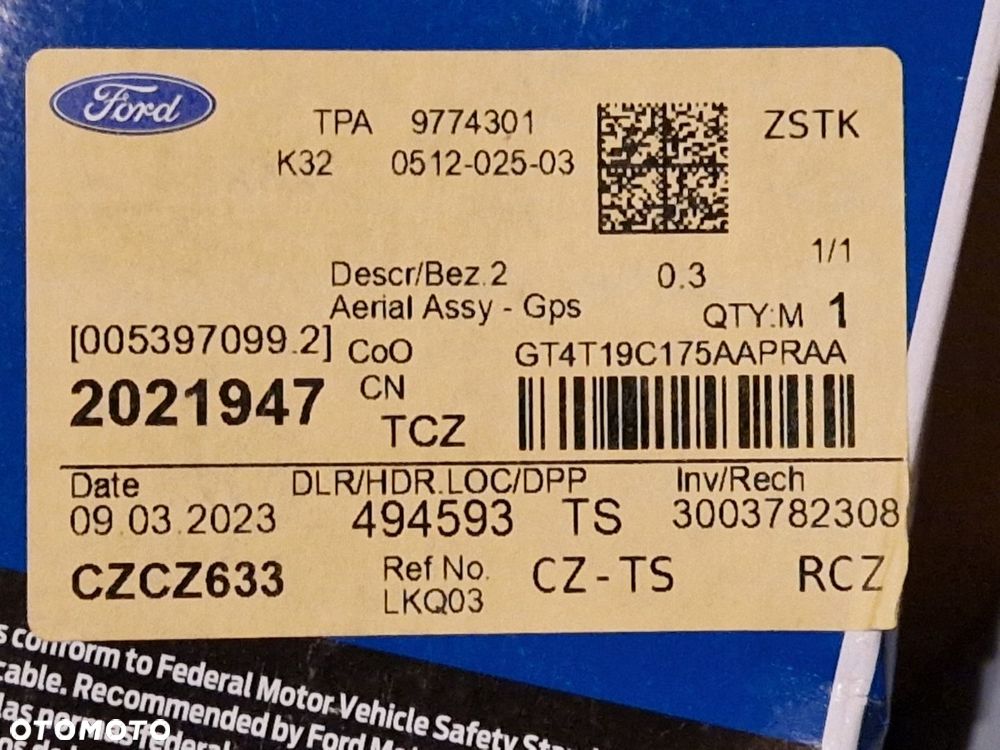 Ford
TPA 9774301
ZSTK
K32 0512-025-03
1/1
Descr/Bez.2 0.3
Aerial Assy - Gps QTY:M 1
[005397099.2] CoO GT4T19C175AAPRAA
2021947 CN
TCZ
Date DLR/HDR.LOC/DPP Inv/Rech
09.03.2023 494593 TS 3003782308
CZCZ633 Ref No. CZ-TS RCZ
LKQ03
conform to Federal Motor Vehicle Safety
Recommended by Ford
OTOMOTO